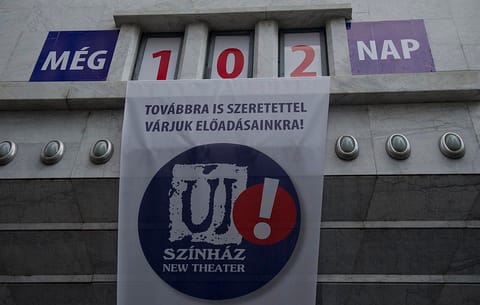 MÉG 102 NAP
TOVÁBBRA IS SZERETETTEL
VÁRJUK ELŐADÁSAINKRA!
ÚJ!
SZÍNHÁZ
NEW THEATER